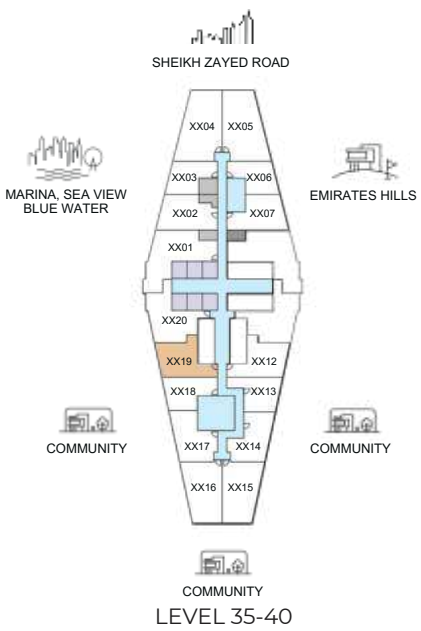 SHEIKH ZAYED ROAD
XX04 XX05
XX03 XX06
MARINA, SEA VIEW
BLUE WATER
EMIRATES HILLS
XX02 XX07
XX01
XX20
XX19 XX12
XX18 XX13
COMMUNITY
COMMUNITY
XX17 XX14
XX16 XX15
COMMUNITY
LEVEL 35-40